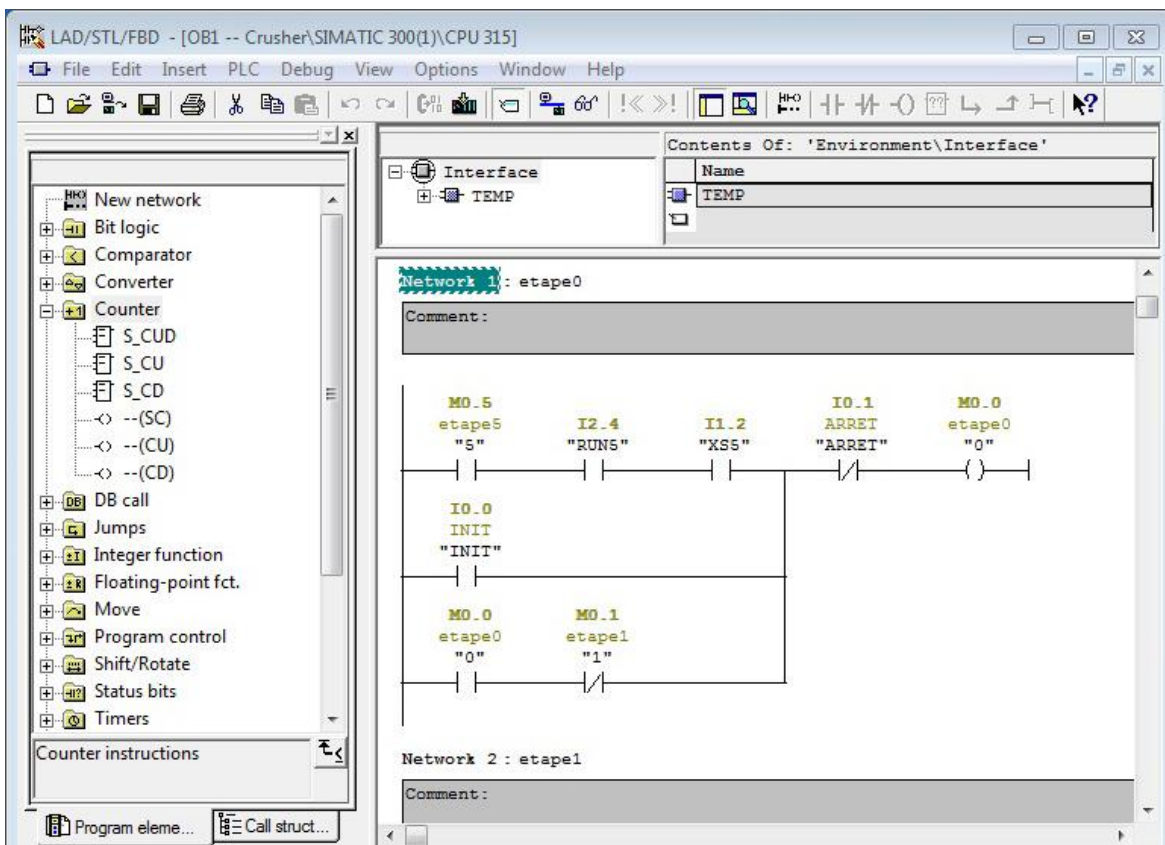 LAD/STL/FBD - [OB1 -- Crusher\SIMATIC 300(1)\CPU 315]
File Edit Insert PLC Debug View Options Window Help
Contents Of: 'Environment\Interface'
Interface
TEMP
Name
TEMP
New network
Bit logic
Comparator
Converter
Counter
S_CUD
S_CU
S_CD
--(SC)
--(CU)
--(CD)
DB call
Jumps
Integer function
Floating-point fct.
Move
Program control
Shift/Rotate
Status bits
Timers
Counter instructions
Program eleme...
Call struct...
Network 1 : etape0
Comment:
M0.5 I0.1 M0.0
etape5 I2.4 I1.2 ARRET etape0
"5" "RUN5" "XS5" "ARRET" "0"
I0.0
INIT
"INIT"
M0.0 M0.1
etape0 etape1
"0" "1"
Network 2 : etape1
Comment: